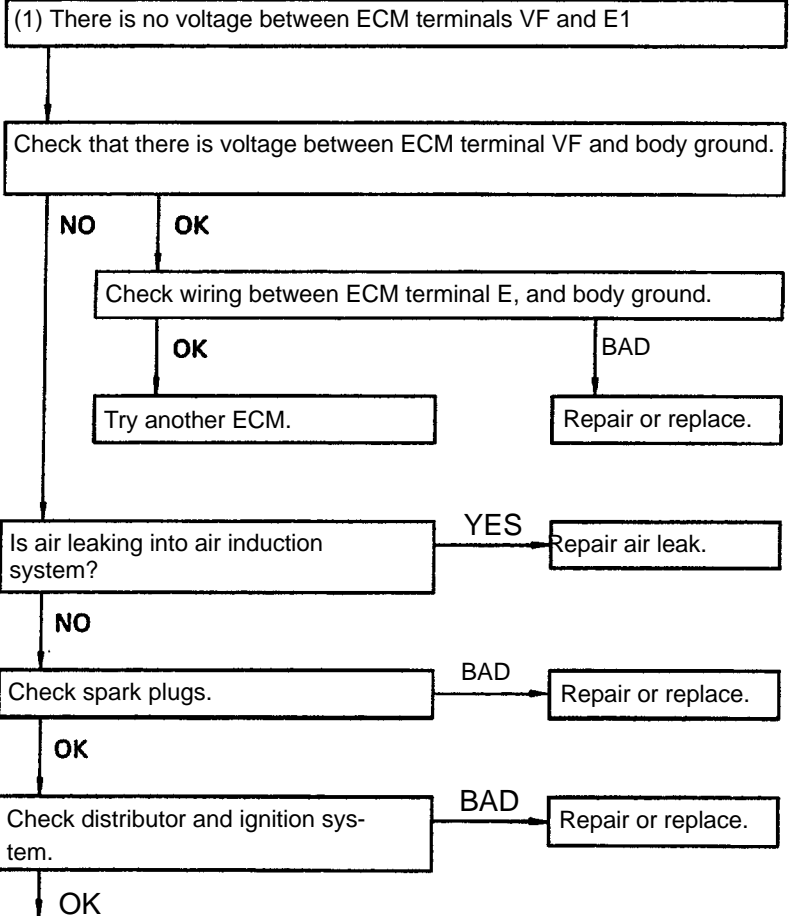 (1) There is no voltage between ECM terminals VF and E1
Check that there is voltage between ECM terminal VF and body ground.
NO
OK
Check wiring between ECM terminal E, and body ground.
OK
BAD
Try another ECM.
Repair or replace.
Is air leaking into air induction
system?
YES
Repair air leak.
NO
Check spark plugs.
BAD
Repair or replace.
OK
Check distributor and ignition sys-
tem.
BAD
Repair or replace.
OK